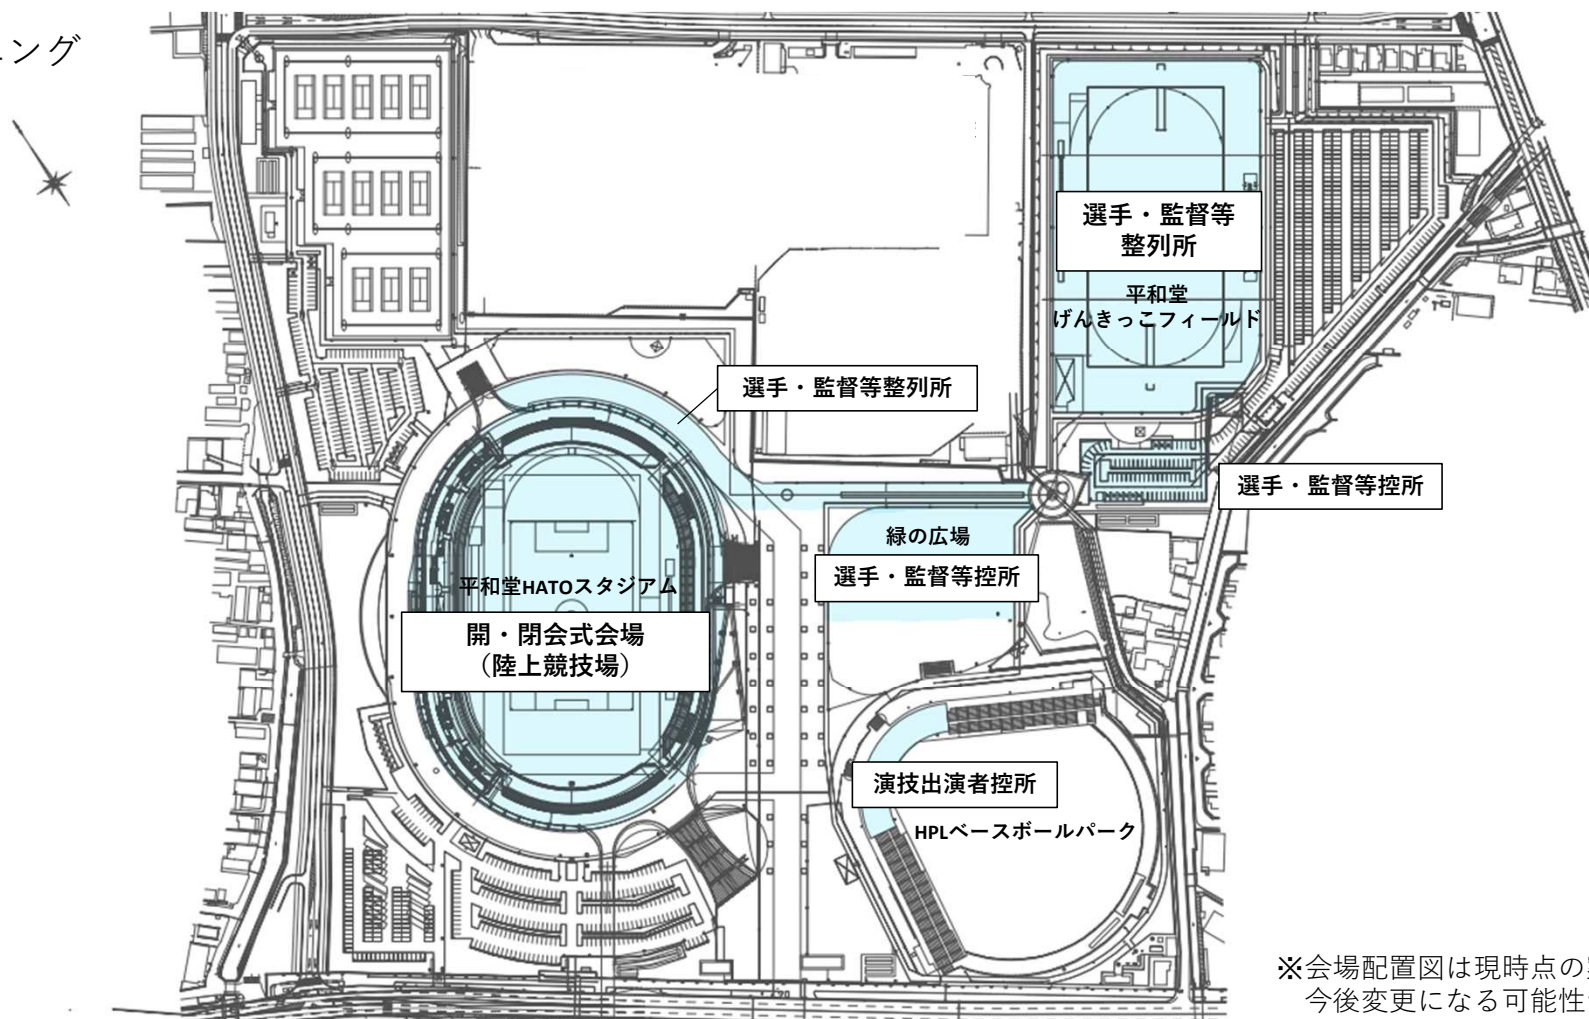 ング
選手・監督等
整列所
平和堂
げんきっこフィールド
選手・監督等整列所
選手・監督等控所
緑の広場
選手・監督等控所
平和堂HATOスタジアム
開・閉会式会場
（陸上競技場）
演技出演者控所
HPLベースボールパーク
※会場配置図は現時点の
今後変更になる可能性